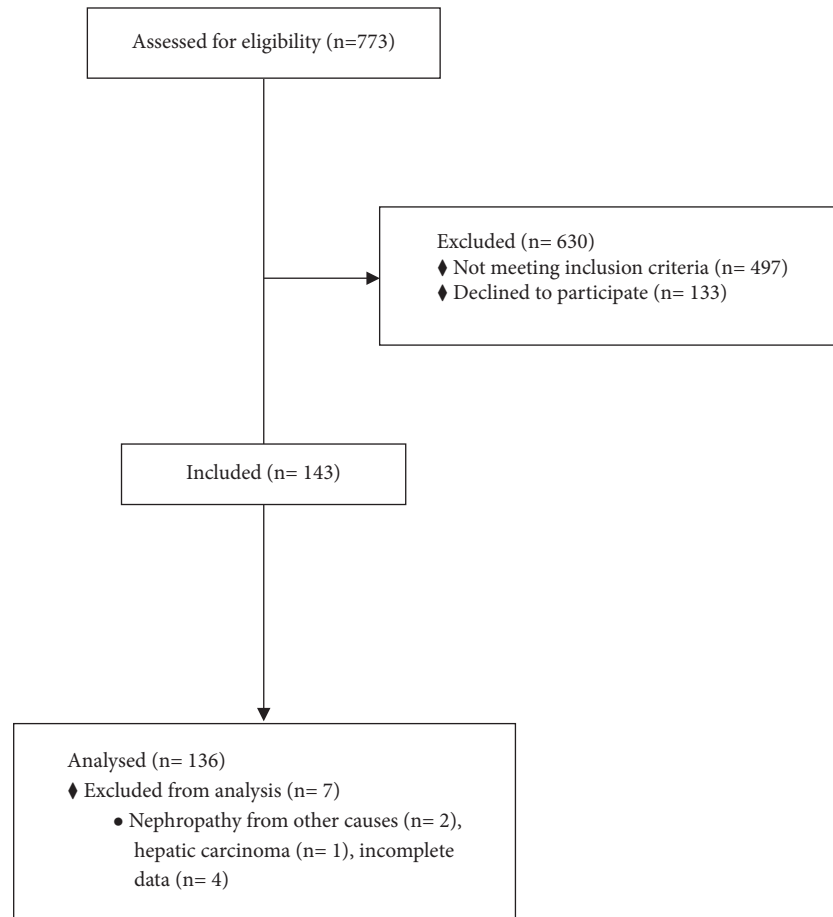 Assessed for eligibility (n=773)
Excluded (n= 630)
♦ Not meeting inclusion criteria (n= 497)
♦ Declined to participate (n= 133)
Included (n= 143)
Analysed (n= 136)
♦ Excluded from analysis (n= 7)
• Nephropathy from other causes (n= 2),
hepatic carcinoma (n= 1), incomplete
data (n= 4)